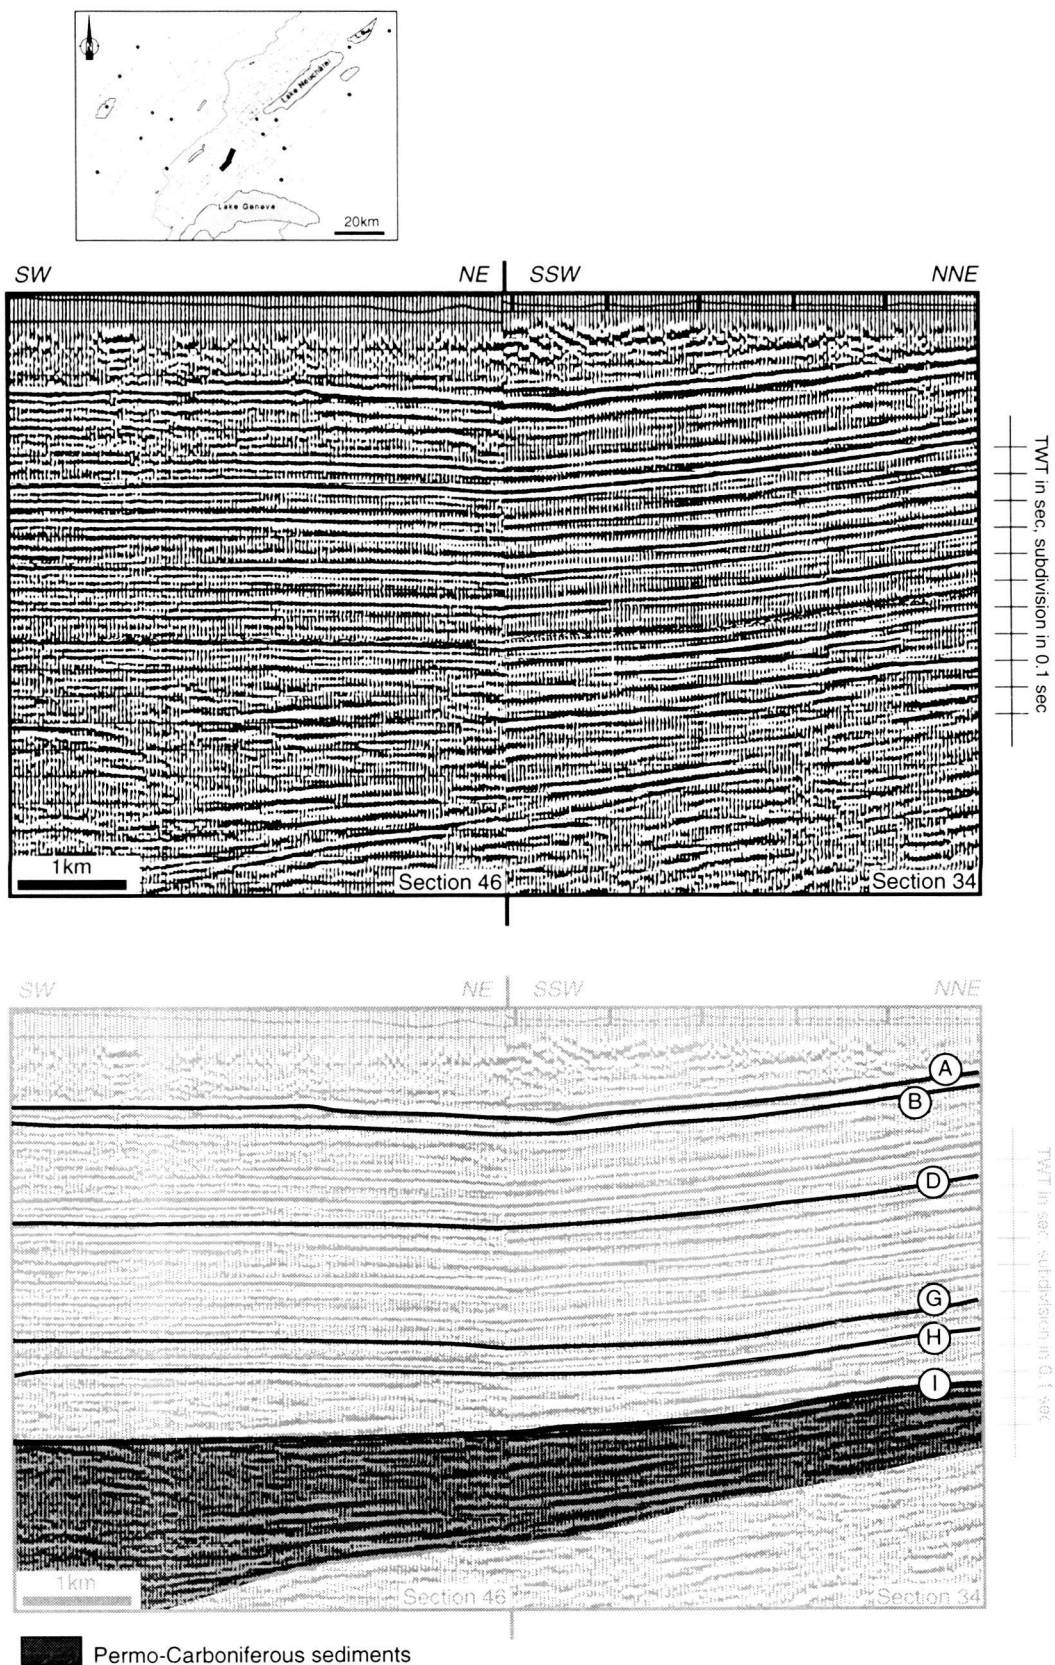 N
Lake Neuchâtel
Lake Geneva
20km
SW NE SSW NNE
TWT in sec, subdivision in 0.1 sec
1km
Section 46
Section 34
SW NE SSW NNE
A
B
D
G
H
I
TWT in sec, subdivision in 0.1 sec
1km
Section 46
Section 34
Permo-Carboniferous sediments